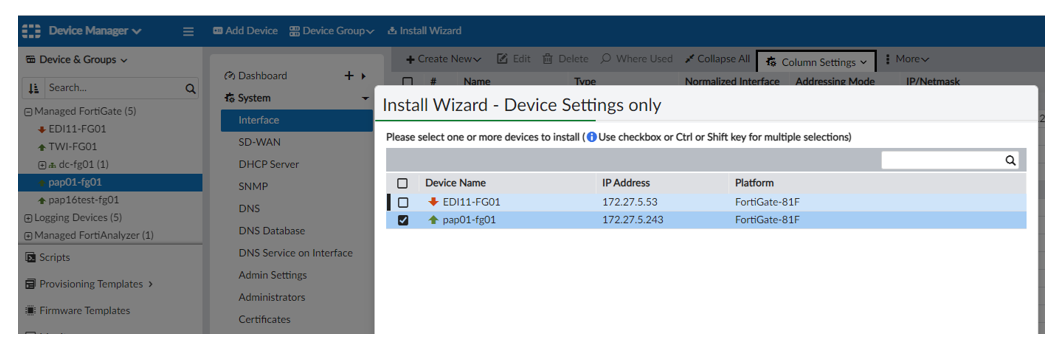 Device Manager
Add Device Device Group Install Wizard
Device & Groups
Search...
Managed FortiGate (5)
EDI11-FG01
TWI-FG01
dc-fg01 (1)
pap01-fg01
pap16test-fg01
Logging Devices (5)
Managed FortiAnalyzer (1)
Scripts
Provisioning Templates >
Firmware Templates
Dashboard
System
Interface
SD-WAN
DHCP Server
SNMP
DNS
DNS Database
DNS Service on Interface
Admin Settings
Administrators
Certificates
Create New Edit Delete Where Used Collapse All Column Settings More
# Name Type Normalized Interface Addressing Mode IP/Netmask
2
Install Wizard - Device Settings only
Please select one or more devices to install ( Use checkbox or Ctrl or Shift key for multiple selections)
Device Name IP Address Platform
EDI11-FG01 172.27.5.53 FortiGate-81F
pap01-fg01 172.27.5.243 FortiGate-81F